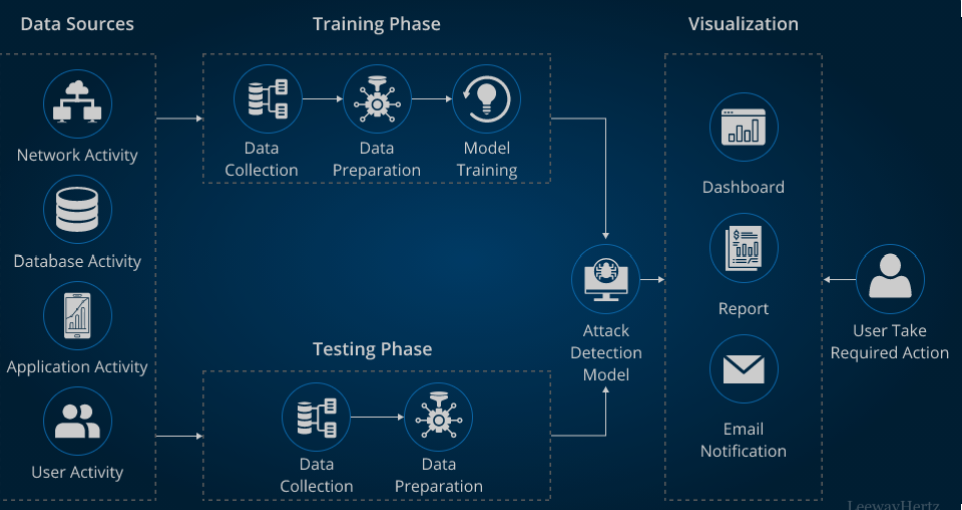 Data Sources
Training Phase
Visualization
Network Activity
Database Activity
Application Activity
User Activity
Data
Collection
Data
Preparation
Model
Training
Testing Phase
Data
Collection
Data
Preparation
Attack
Detection
Model
Dashboard
Report
Email
Notification
User Take
Required Action
LeewayHertz